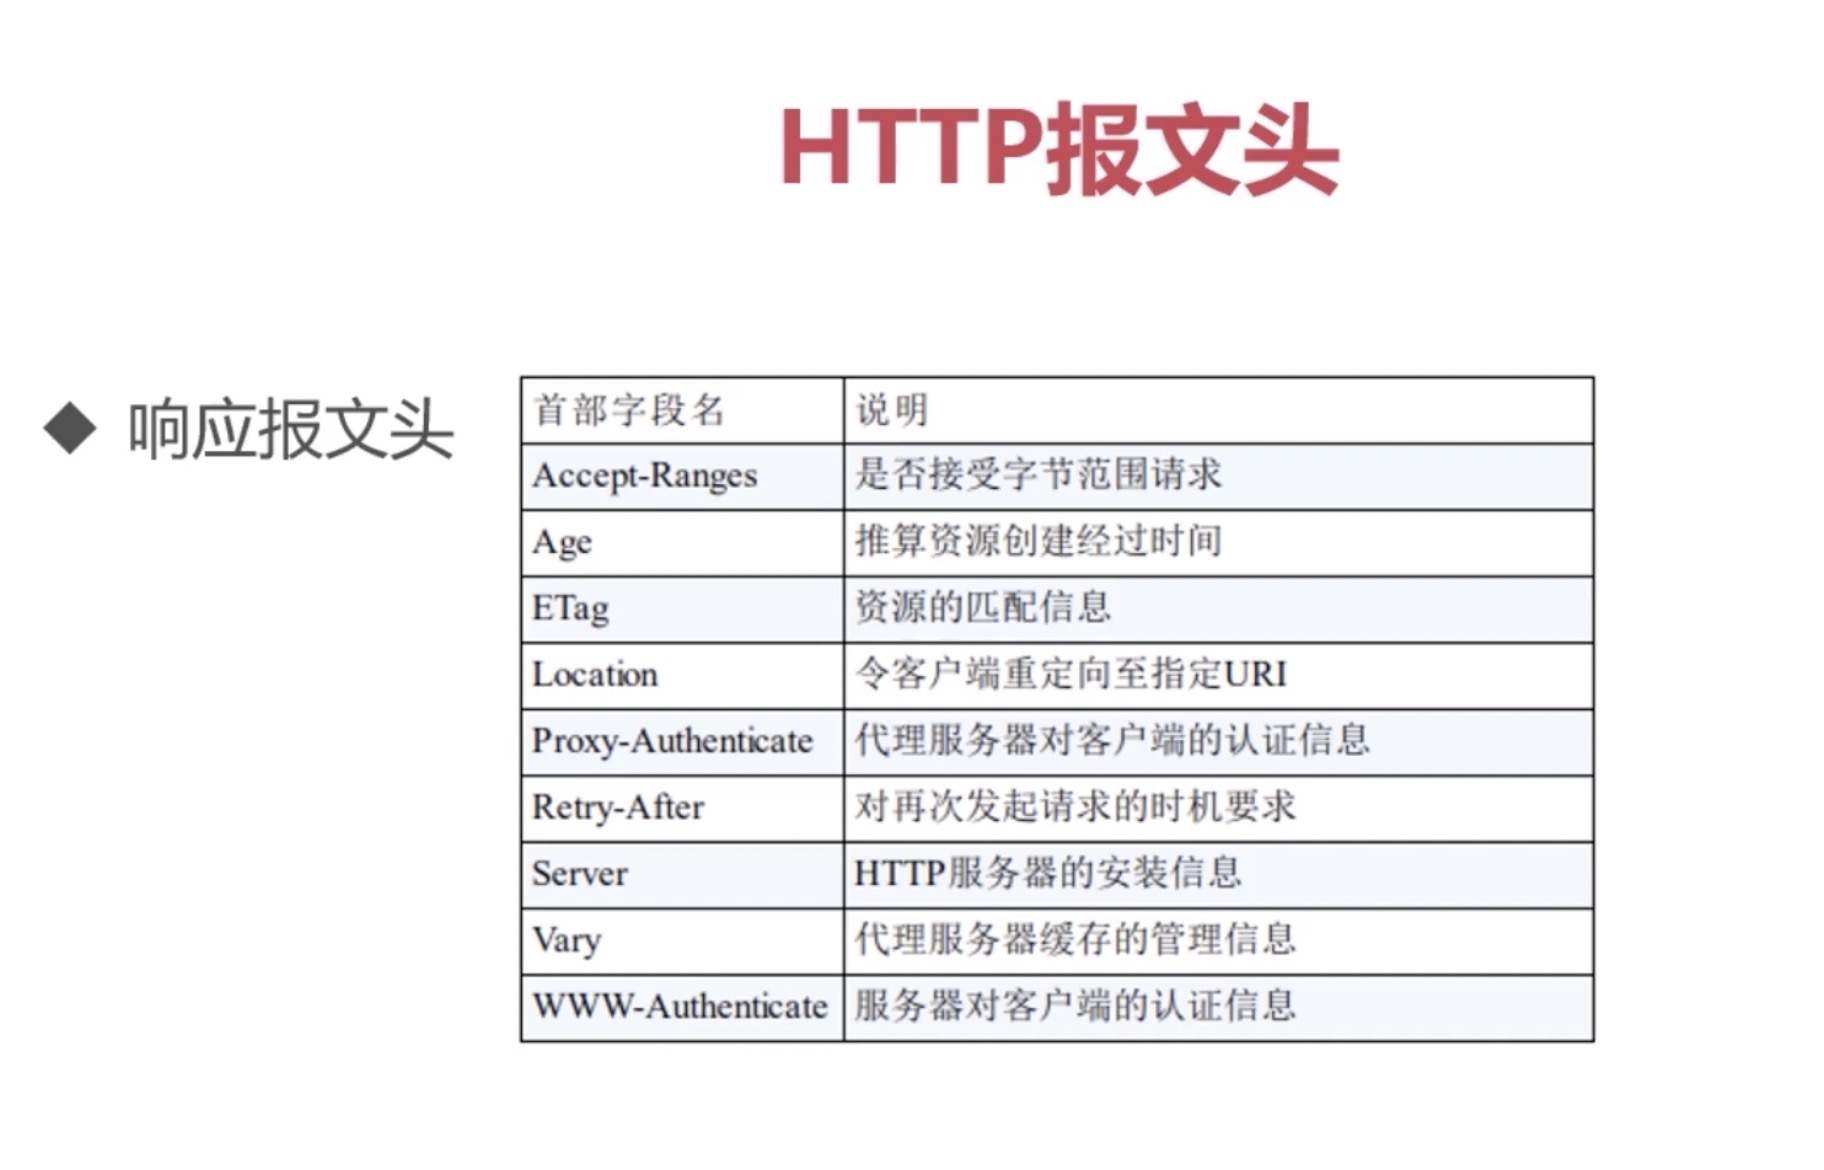 HTTP报文头
◆ 响应报文头
首部字段名 说明
Accept-Ranges 是否接受字节范围请求
Age 推算资源创建经过时间
ETag 资源的匹配信息
Location 令客户端重定向至指定URI
Proxy-Authenticate 代理服务器对客户端的认证信息
Retry-After 对再次发起请求的时机要求
Server HTTP服务器的安装信息
Vary 代理服务器缓存的管理信息
WWW-Authenticate 服务器对客户端的认证信息